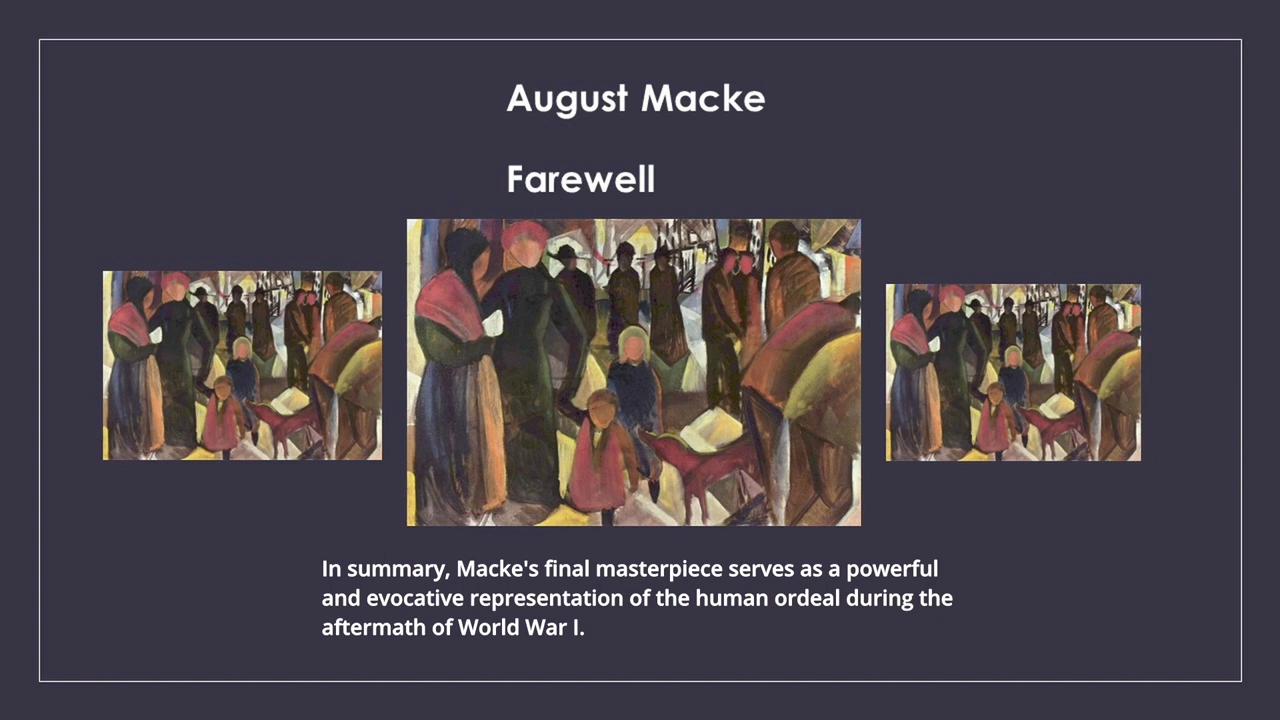 August Macke
Farewell
In summary, Macke's final masterpiece serves as a powerful
and evocative representation of the human ordeal during the
aftermath of World War I.